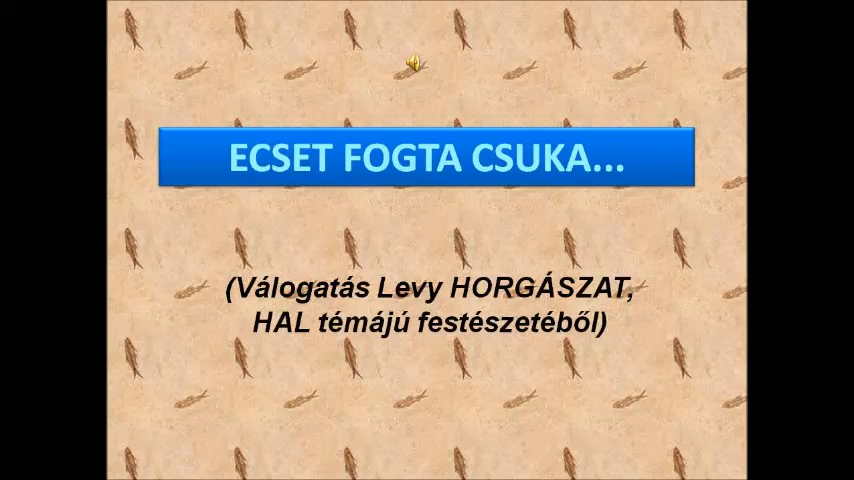 ECSET FOGTA CSUKA...
(Válogatás Levy HORGÁSZAT,
HAL témájú festészetéből)